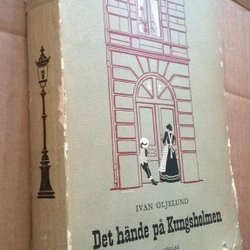 IVAN OLJELUND
Det hände på Kungsholmen